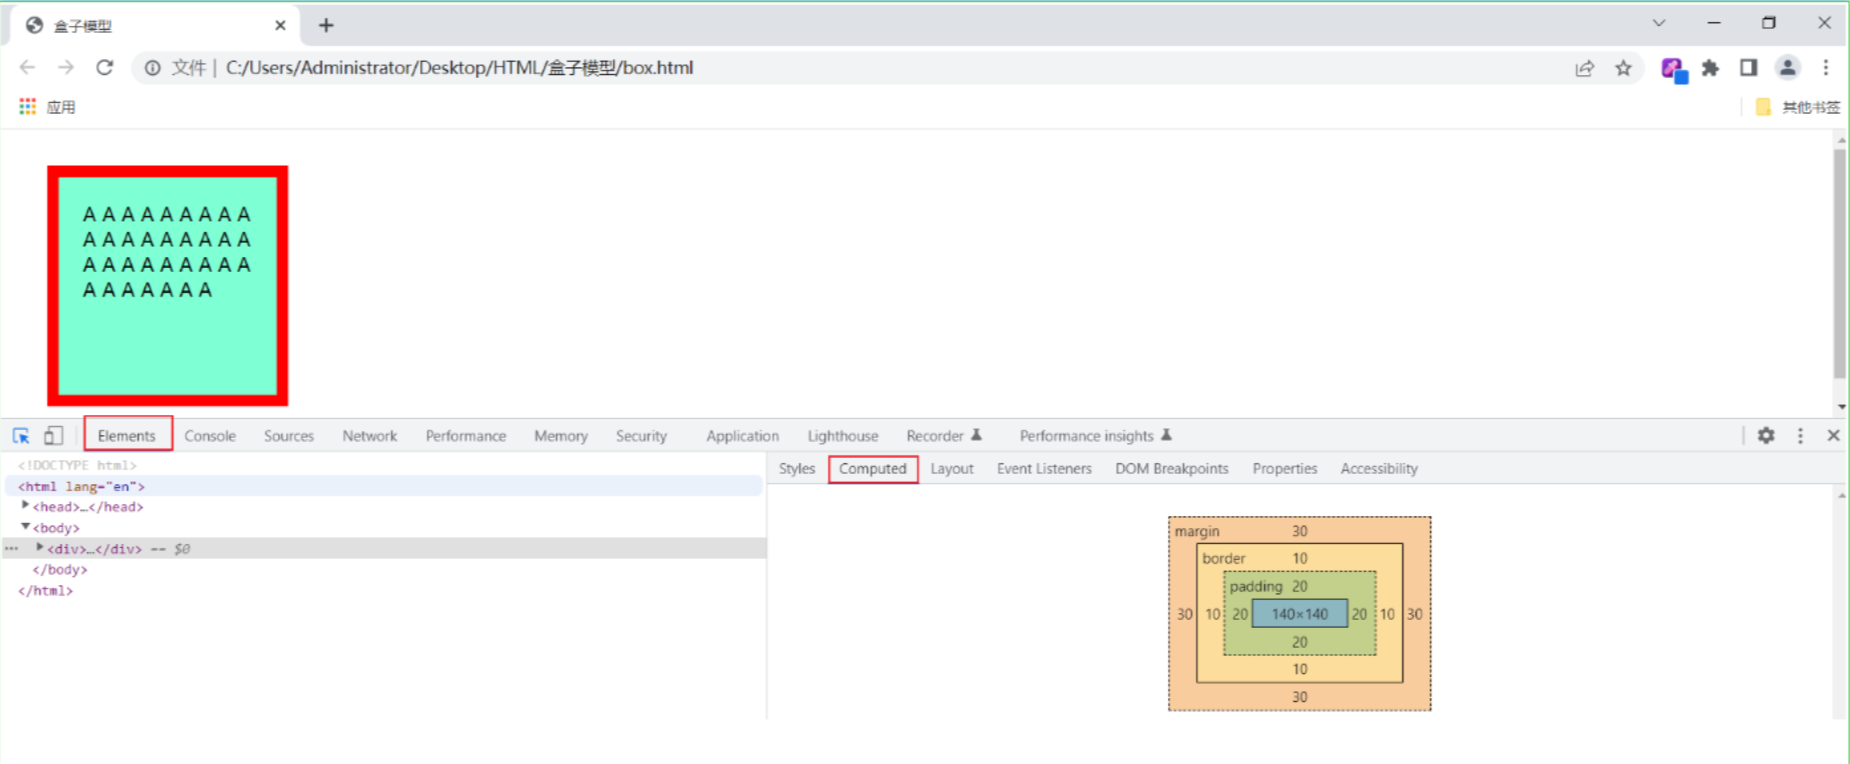 盒子模型
文件 | C:/Users/Administrator/Desktop/HTML/盒子模型/box.html
应用
其他书签
A A A A A A A A A
A A A A A A A A A
A A A A A A A A A
A A A A A A A
Elements Console Sources Network Performance Memory Security Application Lighthouse Recorder Performance insights
<!DOCTYPE html>
<html lang="en">
<head>…</head>
<body>
<div>…</div> == $0
</body>
</html>
Styles Computed Layout Event Listeners DOM Breakpoints Properties Accessibility
margin 30
border 10
padding 20
30 10 20 140×140 20 10 30
20
10
30